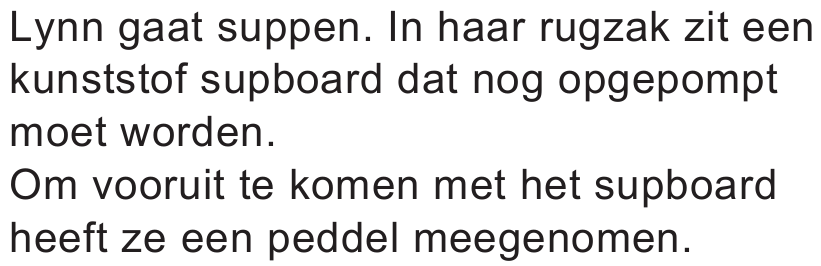 Lynn gaat suppen. In haar rugzak zit een
kunststof supboard dat nog opgepompt
moet worden.
Om vooruit te komen met het supboard
heeft ze een peddel meegenomen.